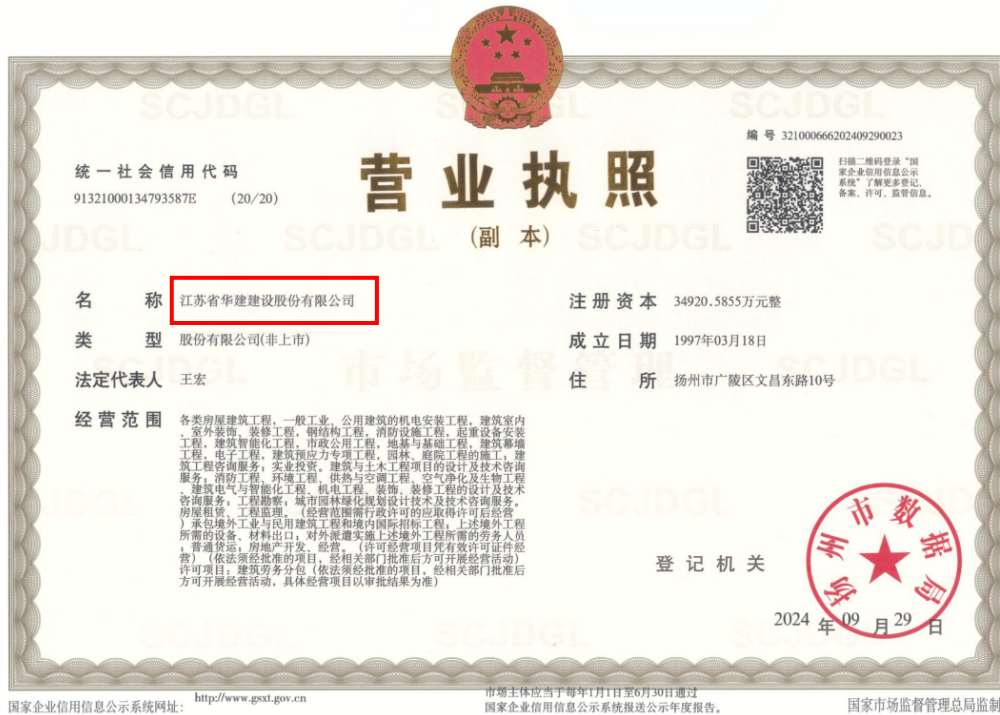 编号 321000666202409290023
统一社会信用代码
91321000134793587E (20/20)
营业执照
(副本)
扫描二维码登录“国
家企业信用信息公示
系统”了解更多登记、
备案、许可、监管信息。
名称 江苏省华建建设股份有限公司
注册资本 34920.5855万元整
类型 股份有限公司(非上市)
成立日期 1997年03月18日
法定代表人 王宏
住所 扬州市广陵区文昌东路10号
经营范围 各类房屋建筑工程，一般工业、公用建筑的机电安装工程，建筑室内
、室外装饰、装修工程，钢结构工程，消防设施工程，起重设备安装
工程，建筑智能化工程，市政公用工程，地基与基础工程，建筑幕墙
工程，电子工程，建筑预应力专项工程，园林、庭院工程的施工；建
筑工程咨询服务；实业投资。建筑与土木工程项目的设计及技术咨询
服务；消防工程、环境工程、供热与空调工程、空气净化及生物工程
、建筑电气与智能化工程、机电工程、装饰、装修工程的设计及技术
咨询服务；工程勘察、城市园林绿化规划设计技术及技术咨询服务。
房屋租赁、工程监理。（经营范围需行政许可的应取得许可后经营
）承包境外工业与民用建筑工程和境内国际招标工程；上述境外工程
所需的设备、材料出口；对外派遣实施上述境外工程所需的劳务人员
；普通货运；房地产开发、经营。（许可经营项目凭有效许可证件经
营）（依法须经批准的项目，经相关部门批准后方可开展经营活动）
许可项目：建筑劳务分包（依法须经批准的项目，经相关部门批准后
方可开展经营活动，具体经营项目以审批结果为准）
登记机关
扬州市数据局
2024年09月29日
国家企业信用信息公示系统网址：
http://www.gsxt.gov.cn
市场主体应当于每年1月1日至6月30日通过
国家企业信用信息公示系统报送公示年度报告。
国家市场监督管理总局监制
SCJDGL
市场监督管理